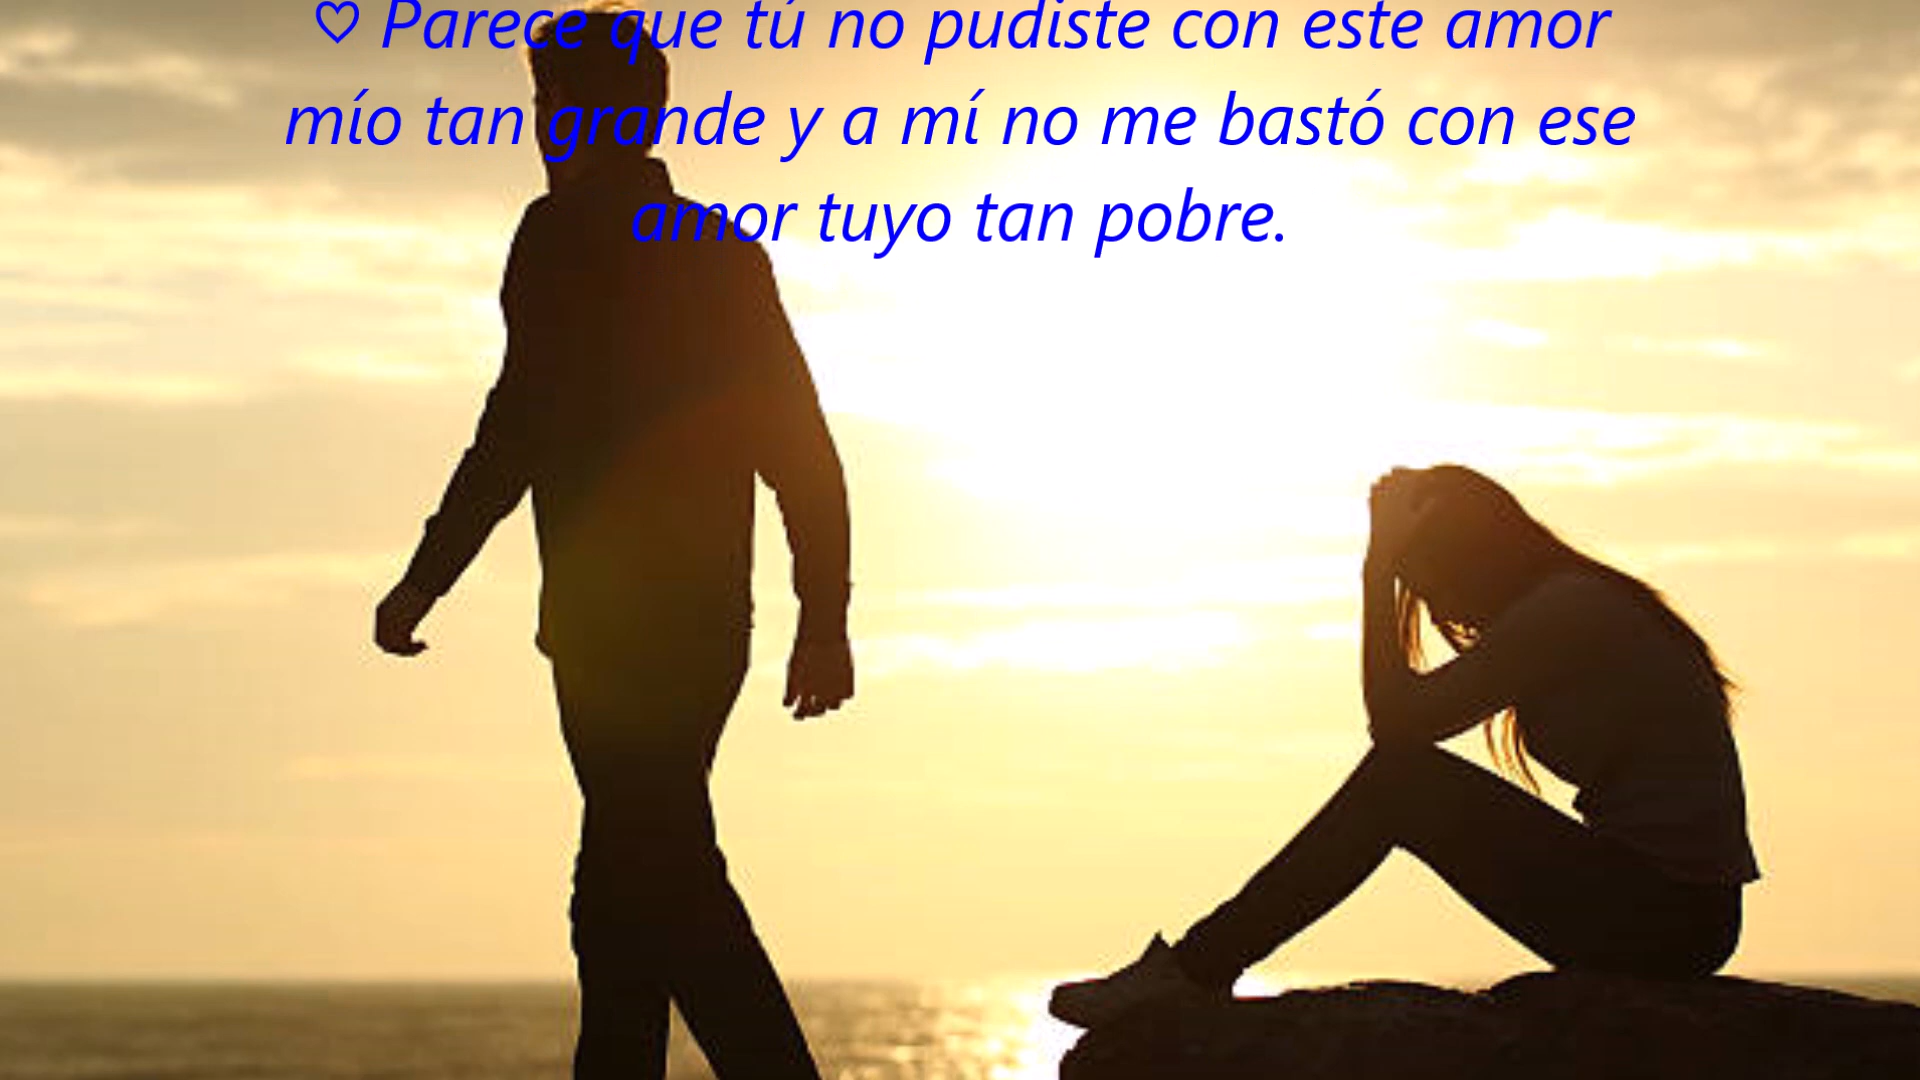 ♡ Parece que tú no pudiste con este amor
mío tan grande y a mí no me bastó con ese
amor tuyo tan pobre.